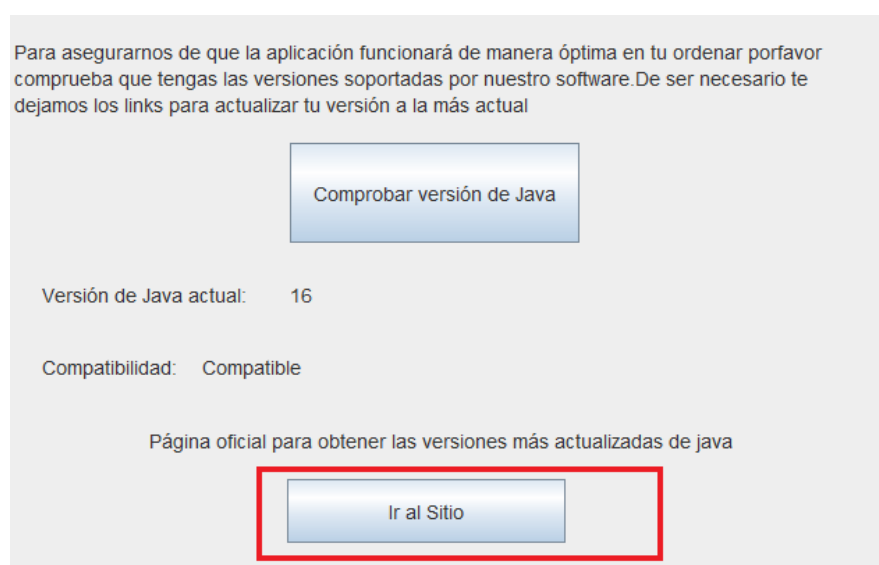 Para asegurarnos de que la aplicación funcionará de manera óptima en tu ordenar porfavor
comprueba que tengas las versiones soportadas por nuestro software.De ser necesario te
dejamos los links para actualizar tu versión a la más actual
Comprobar versión de Java
Versión de Java actual: 16
Compatibilidad: Compatible
Página oficial para obtener las versiones más actualizadas de java
Ir al Sitio